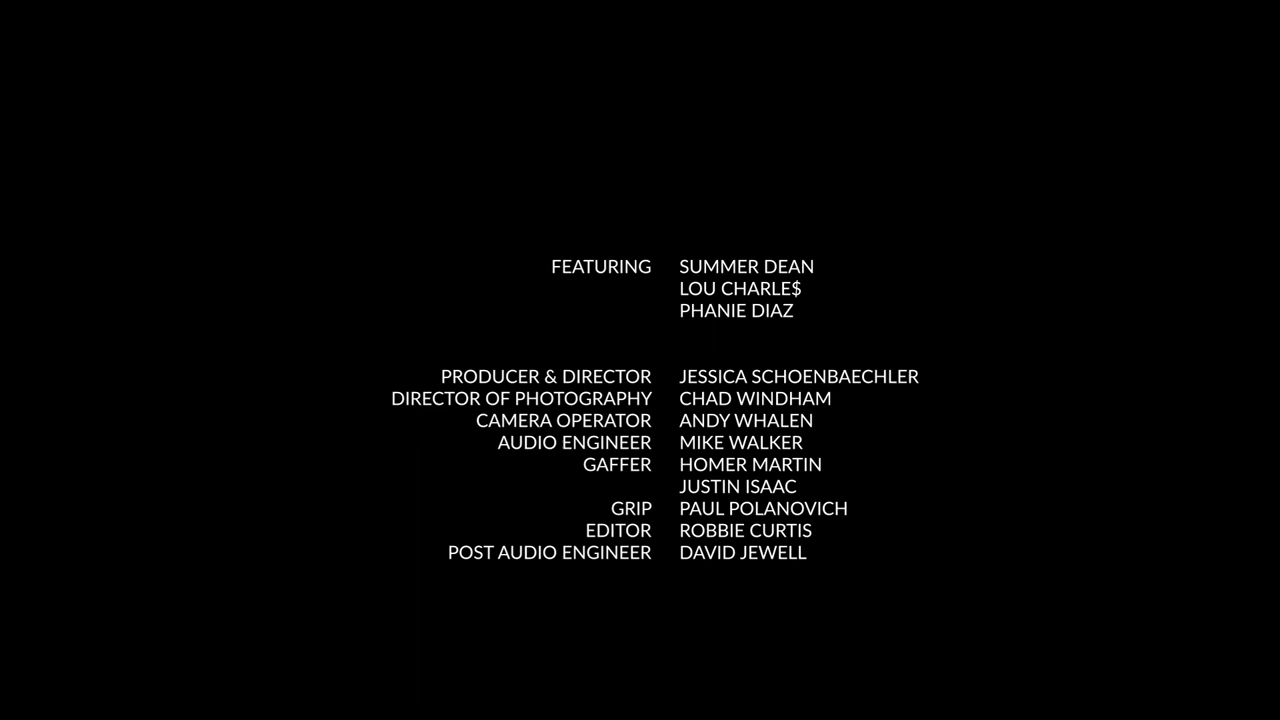 FEATURING SUMMER DEAN
LOU CHARLE$
PHANIE DIAZ
PRODUCER & DIRECTOR JESSICA SCHOENBAECHLER
DIRECTOR OF PHOTOGRAPHY CHAD WINDHAM
CAMERA OPERATOR ANDY WHALEN
AUDIO ENGINEER MIKE WALKER
GAFFER HOMER MARTIN
JUSTIN ISAAC
GRIP PAUL POLANOVICH
EDITOR ROBBIE CURTIS
POST AUDIO ENGINEER DAVID JEWELL